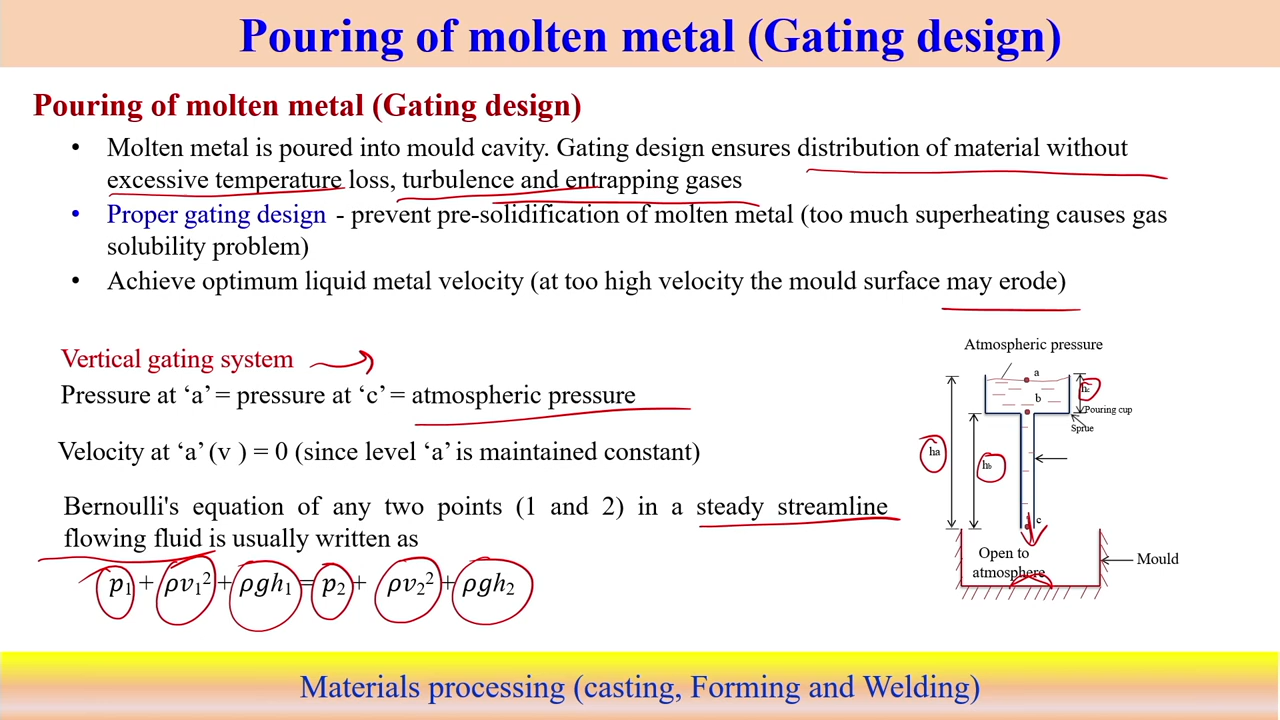 Pouring of molten metal (Gating design)
Pouring of molten metal (Gating design)
• Molten metal is poured into mould cavity. Gating design ensures distribution of material without
excessive temperature loss, turbulence and entrapping gases
• Proper gating design - prevent pre-solidification of molten metal (too much superheating causes gas
solubility problem)
• Achieve optimum liquid metal velocity (at too high velocity the mould surface may erode)
Vertical gating system
Pressure at ‘a’ = pressure at ‘c’ = atmospheric pressure
Velocity at ‘a’ (v ) = 0 (since level ‘a’ is maintained constant)
Bernoulli's equation of any two points (1 and 2) in a steady streamline
flowing fluid is usually written as
p₁ + ρv₁² + ρgh₁ = p₂ + ρv₂² + ρgh₂
Atmospheric pressure
a
hc
b
Pouring cup
Sprue
ha
hb
c
Open to
atmosphere
Mould
Materials processing (casting, Forming and Welding)